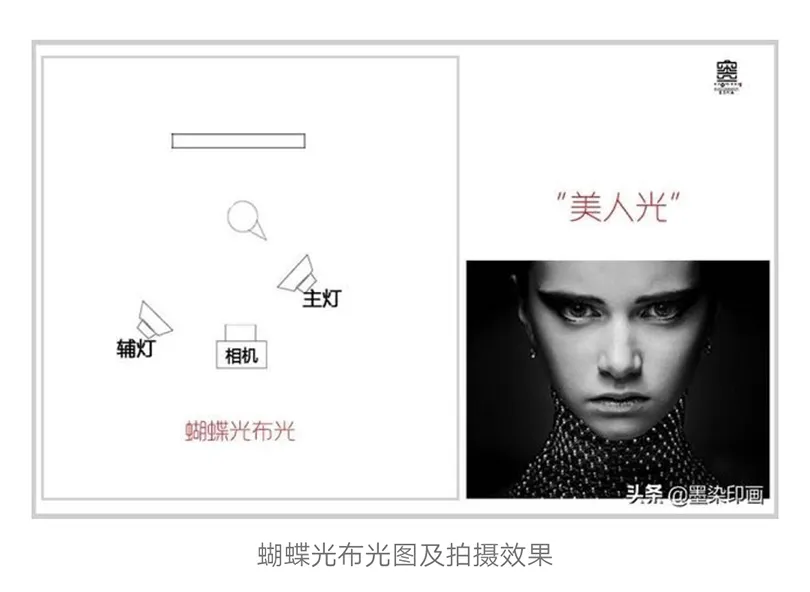 “美人光”
主灯
辅灯
相机
蝴蝶光布光
头条 @墨染印画
蝴蝶光布光图及拍摄效果